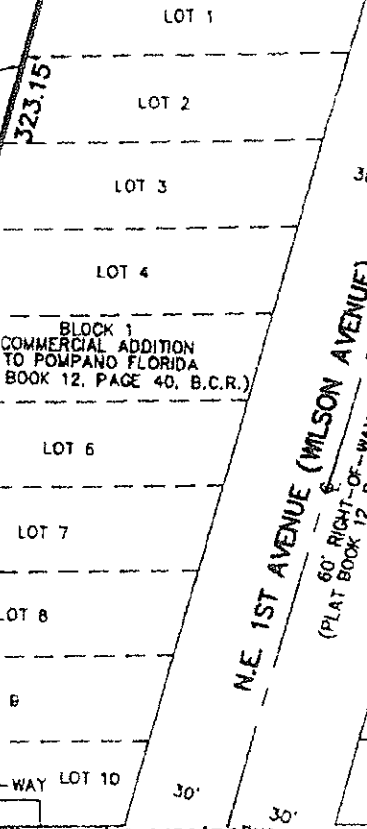 LOT 1
323.15'
LOT 2
LOT 3
LOT 4
BLOCK 1
COMMERCIAL ADDITION
TO POMPANO FLORIDA
BOOK 12, PAGE 40, B.C.R.)
LOT 6
LOT 7
LOT 8
9
-WAY LOT 10
N.E. 1ST AVENUE (WILSON AVENUE)
60' RIGHT-OF-WAY
(PLAT BOOK 12
30'
30'